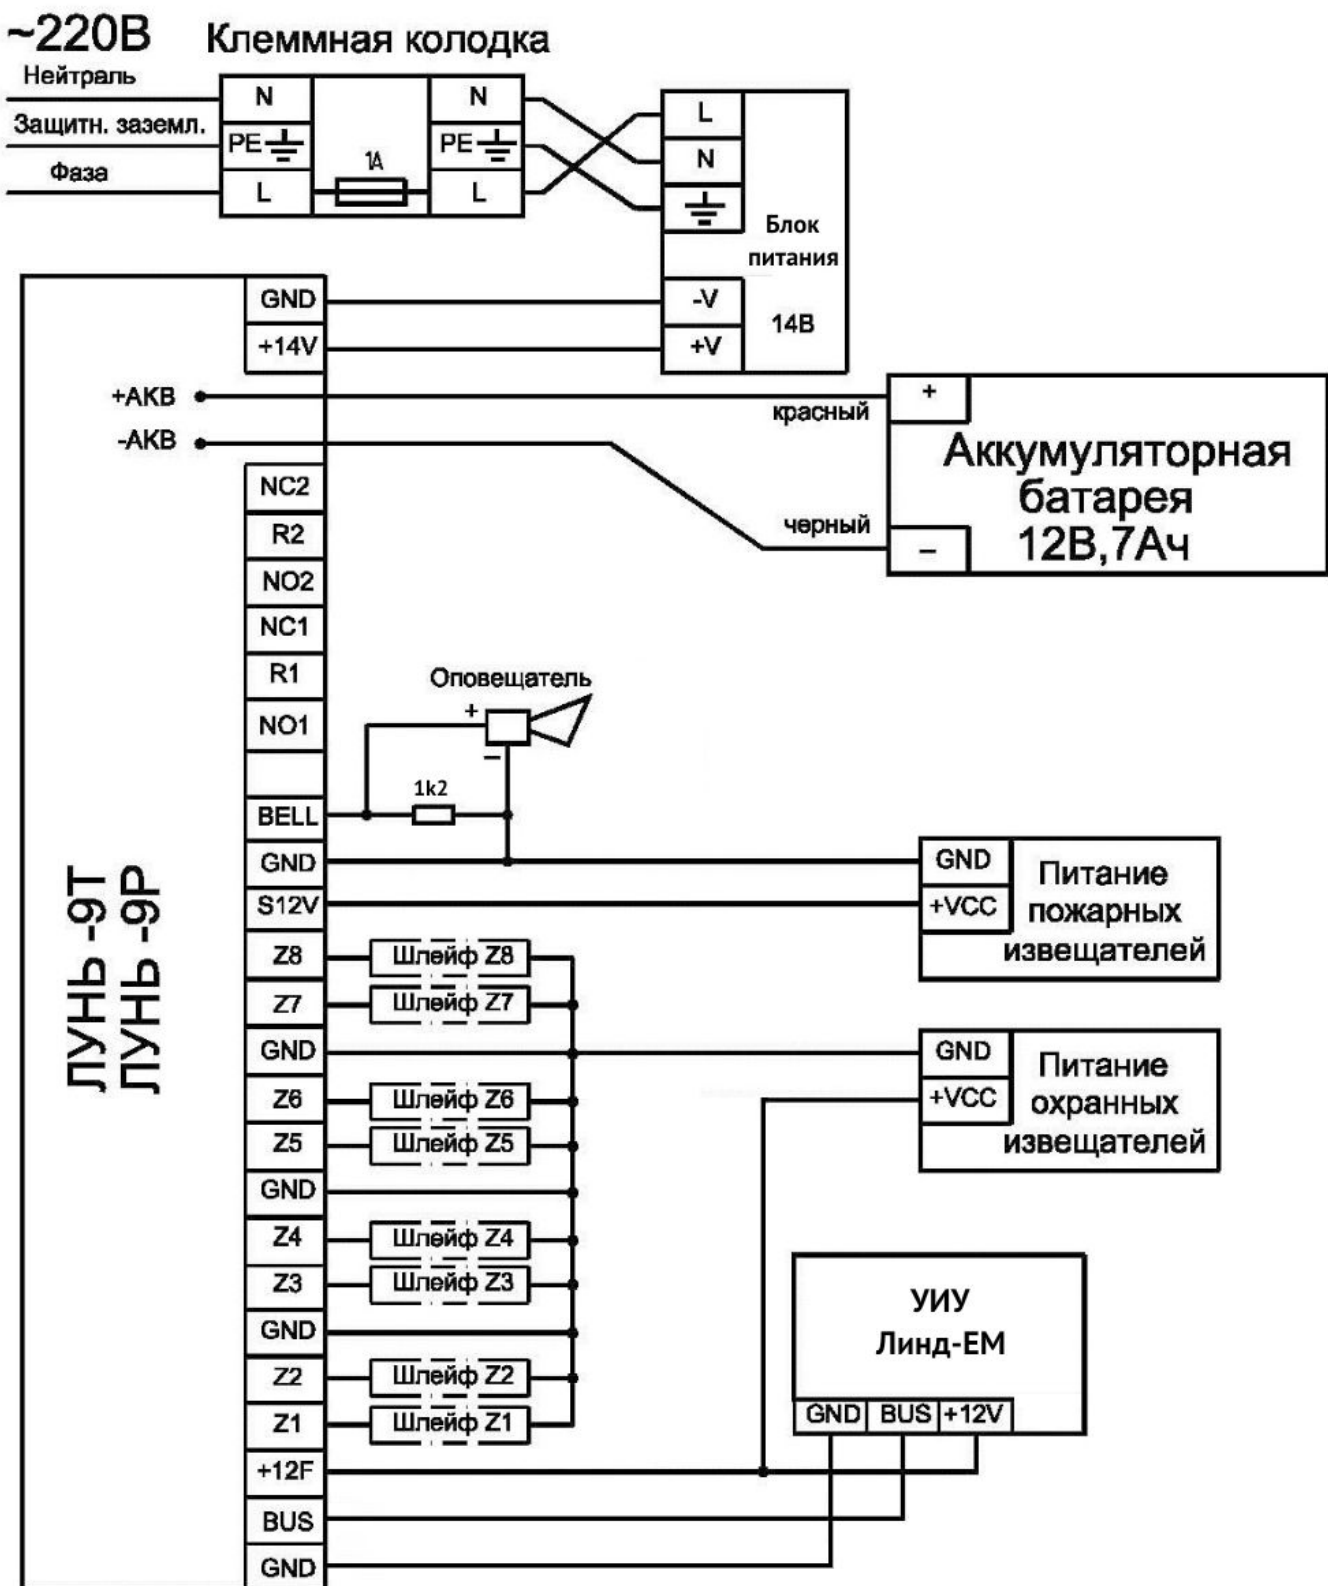 ~220В Клеммная колодка
Нейтраль
N N
Защитн. заземл.
PE PE
Фаза
1А
L L
L
N
Блок
питания
-V
14В
+V
GND
+14V
+АКВ
-АКВ
красный
+
Аккумуляторная
батарея
12В,7Ач
черный
–
NC2
R2
NO2
NC1
R1
NO1
Оповещатель
+
–
1k2
BELL
GND
S12V
GND
+VCC
Питание
пожарных
извещателей
ЛУНЬ -9Т
ЛУНЬ -9Р
Z8 Шлейф Z8
Z7 Шлейф Z7
GND
GND
+VCC
Питание
охранных
извещателей
Z6 Шлейф Z6
Z5 Шлейф Z5
GND
Z4 Шлейф Z4
Z3 Шлейф Z3
GND
Z2 Шлейф Z2
Z1 Шлейф Z1
УИУ
Линд-ЕМ
GND BUS +12V
+12F
BUS
GND